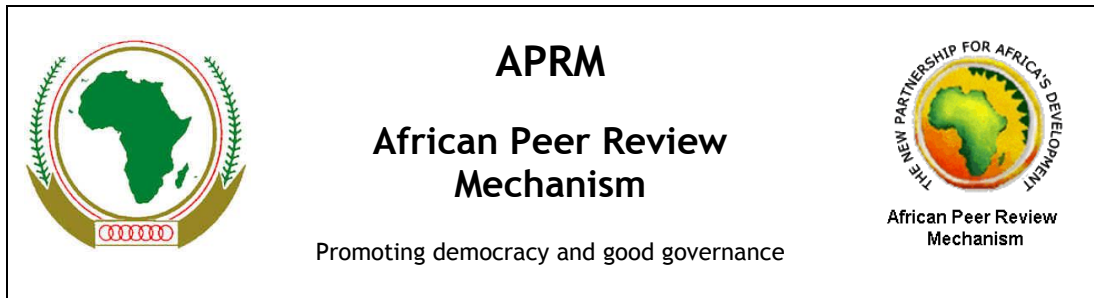 APRM
African Peer Review
Mechanism
Promoting democracy and good governance
THE NEW PARTNERSHIP FOR AFRICA'S DEVELOPMENT
African Peer Review
Mechanism